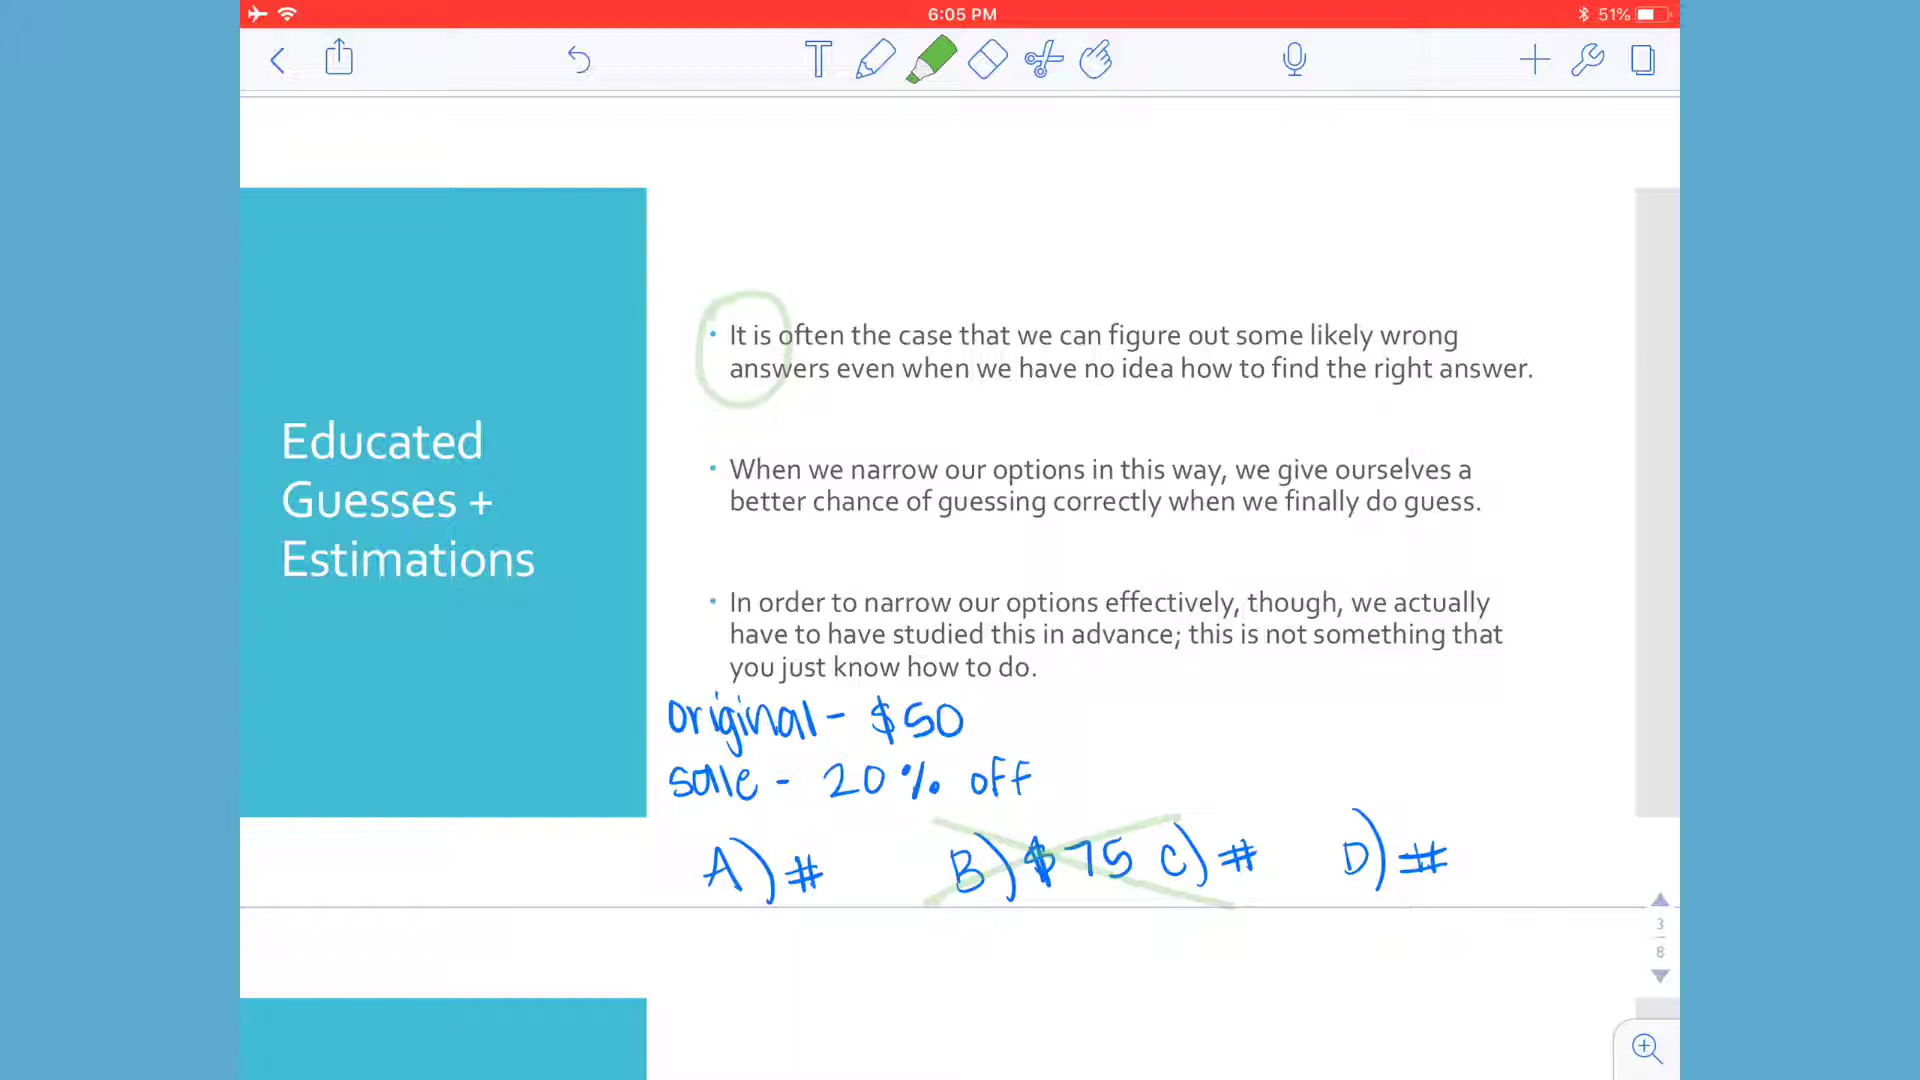 6:05 PM
51%
T
Educated
Guesses +
Estimations
• It is often the case that we can figure out some likely wrong
answers even when we have no idea how to find the right answer.
• When we narrow our options in this way, we give ourselves a
better chance of guessing correctly when we finally do guess.
• In order to narrow our options effectively, though, we actually
have to have studied this in advance; this is not something that
you just know how to do.
original - $50
sale - 20% off
A) # B) $75 C) # D) #
3
8